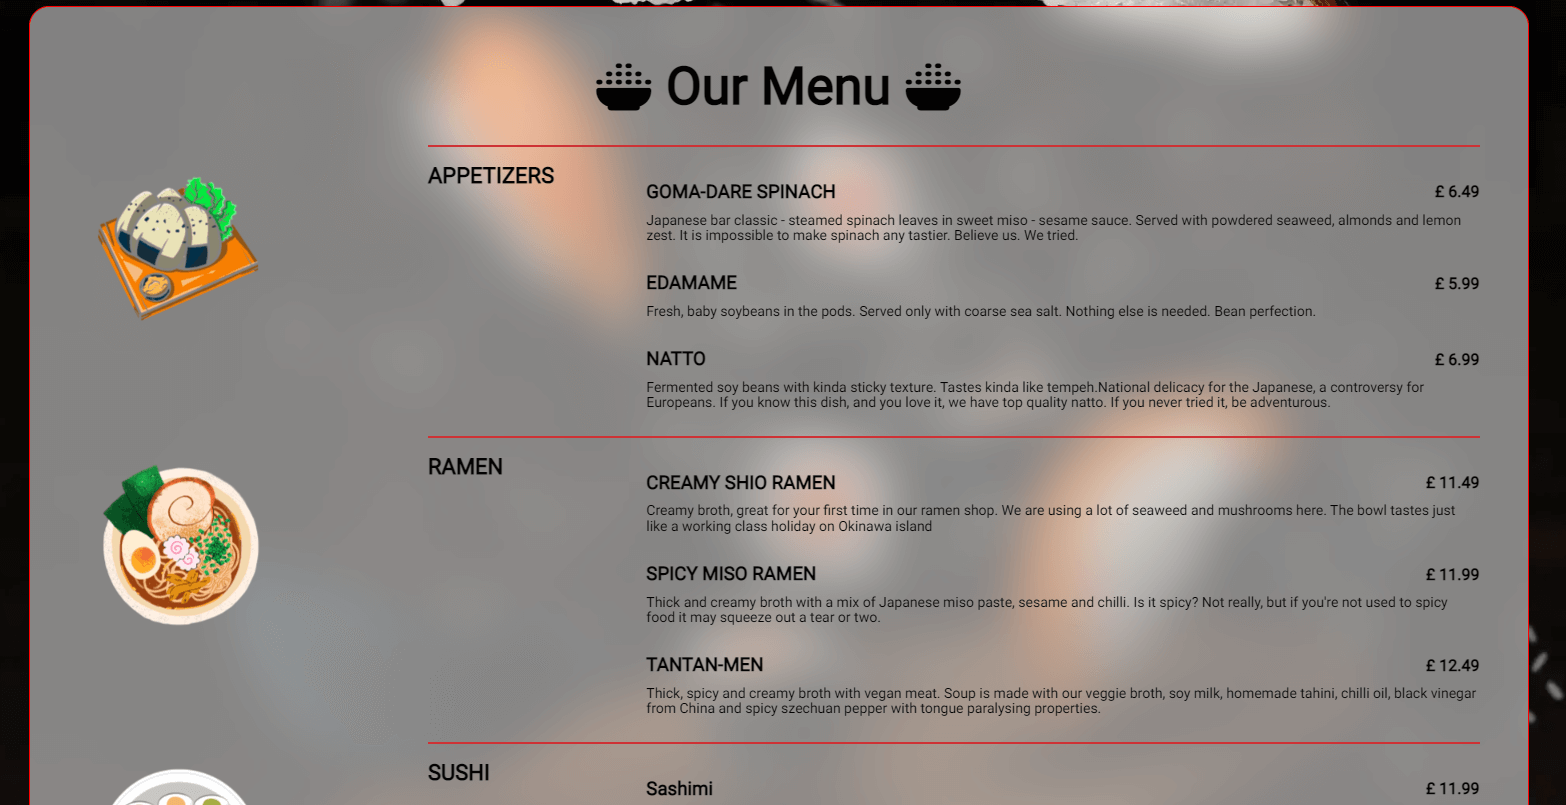 Our Menu
APPETIZERS
GOMA-DARE SPINACH £ 6.49
Japanese bar classic - steamed spinach leaves in sweet miso - sesame sauce. Served with powdered seaweed, almonds and lemon
zest. It is impossible to make spinach any tastier. Believe us. We tried.
EDAMAME £ 5.99
Fresh, baby soybeans in the pods. Served only with coarse sea salt. Nothing else is needed. Bean perfection.
NATTO £ 6.99
Fermented soy beans with kinda sticky texture. Tastes kinda like tempeh.National delicacy for the Japanese, a controversy for
Europeans. If you know this dish, and you love it, we have top quality natto. If you never tried it, be adventurous.
RAMEN
CREAMY SHIO RAMEN £ 11.49
Creamy broth, great for your first time in our ramen shop. We are using a lot of seaweed and mushrooms here. The bowl tastes just
like a working class holiday on Okinawa island
SPICY MISO RAMEN £ 11.99
Thick and creamy broth with a mix of Japanese miso paste, sesame and chilli. Is it spicy? Not really, but if you're not used to spicy
food it may squeeze out a tear or two.
TANTAN-MEN £ 12.49
Thick, spicy and creamy broth with vegan meat. Soup is made with our veggie broth, soy milk, homemade tahini, chilli oil, black vinegar
from China and spicy szechuan pepper with tongue paralysing properties.
SUSHI
Sashimi £ 11.99